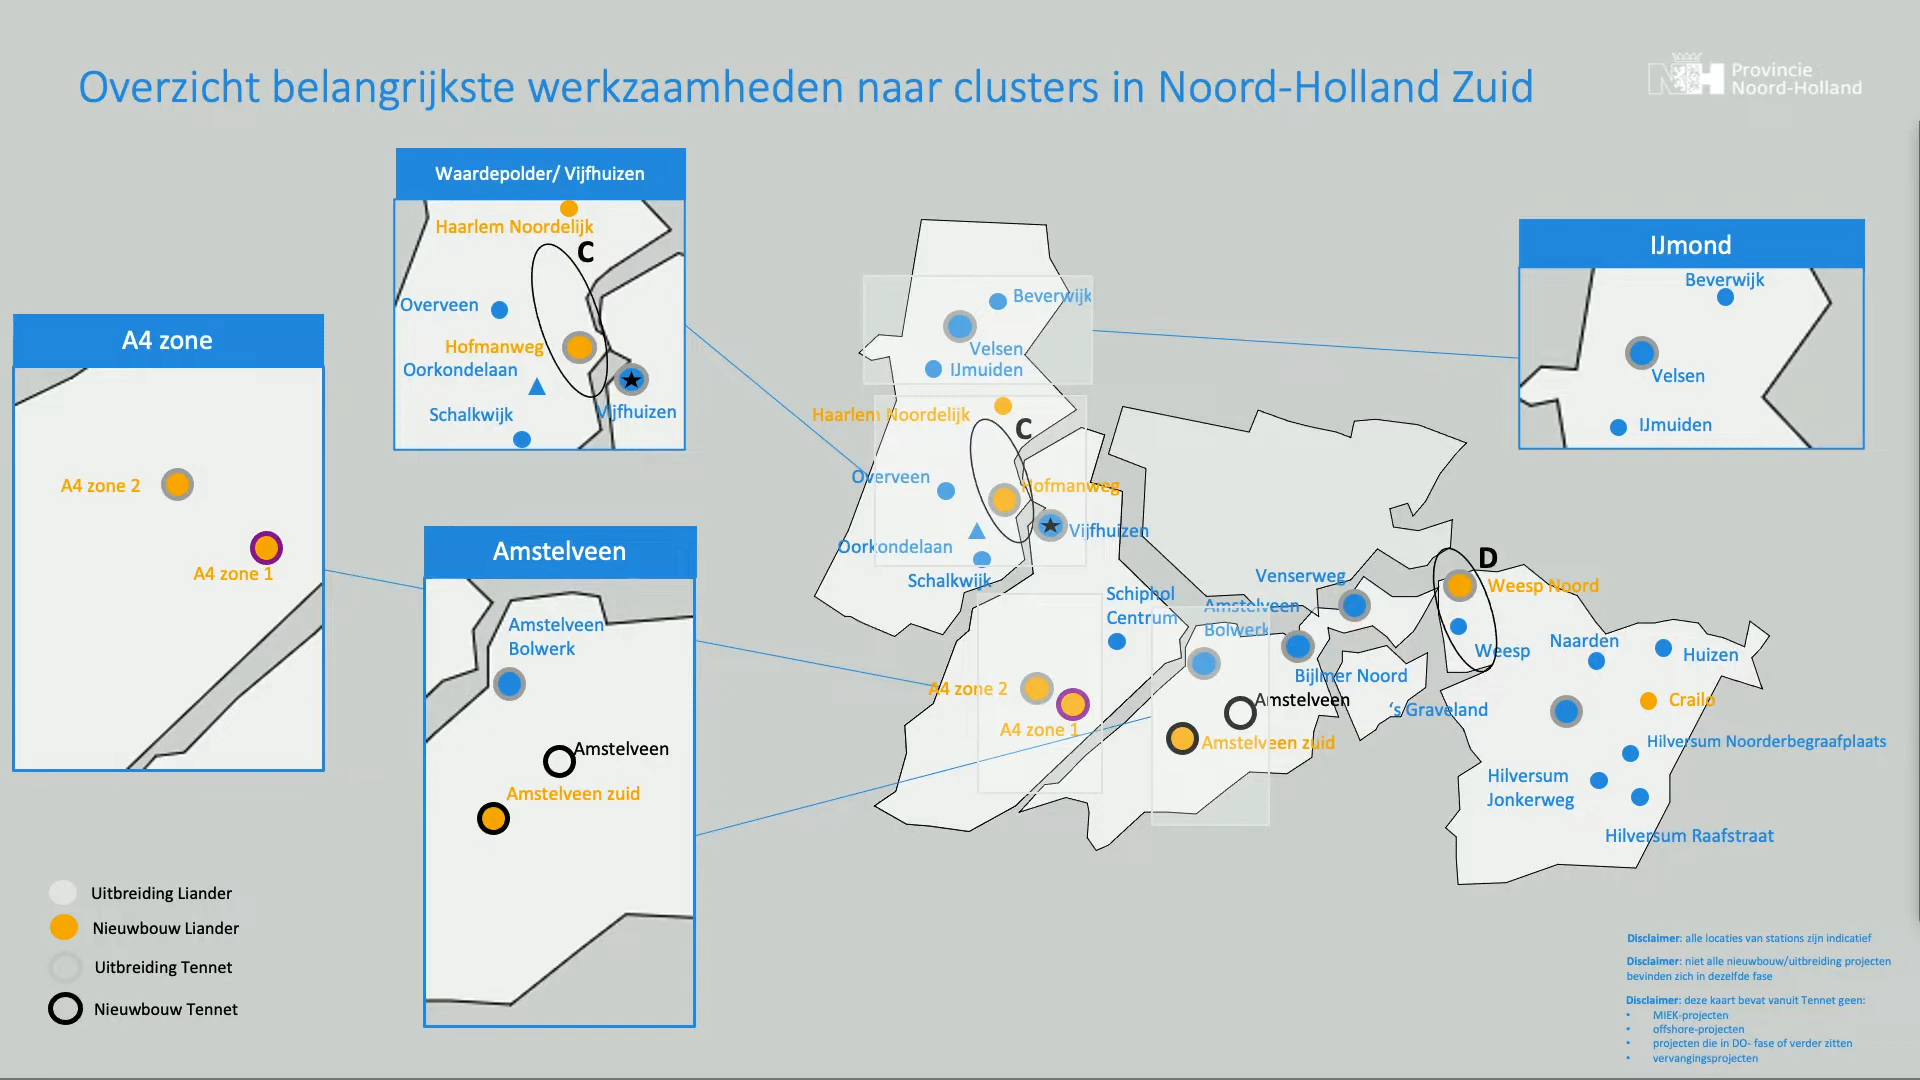 Overzicht belangrijkste werkzaamheden naar clusters in Noord-Holland Zuid
Provincie
Noord-Holland
Waardepolder/ Vijfhuizen
Haarlem Noordelijk
C
Overveen
Hofmanweg
Oorkondelaan
Schalkwijk
Vijfhuizen
IJmond
Beverwijk
Velsen
IJmuiden
A4 zone
A4 zone 2
A4 zone 1
Amstelveen
Amstelveen
Bolwerk
Amstelveen
Amstelveen zuid
Beverwijk
Velsen
IJmuiden
Haarlem Noordelijk
C
Overveen
Hofmanweg
Vijfhuizen
Oorkondelaan
Schalkwijk
Schiphol
Centrum
A4 zone 2
A4 zone 1
Amstelveen
Bolwerk
Venserweg
Bijlmer Noord
Amstelveen
Amstelveen zuid
D
Weesp Noord
Weesp
Naarden
Huizen
Crailo
‘s Graveland
Hilversum Noorderbegraafplaats
Hilversum
Jonkerweg
Hilversum Raafstraat
Uitbreiding Liander
Nieuwbouw Liander
Uitbreiding Tennet
Nieuwbouw Tennet
Disclaimer: alle locaties van stations zijn indicatief
Disclaimer: niet alle nieuwbouw/uitbreiding projecten
bevinden zich in dezelfde fase
Disclaimer: deze kaart bevat vanuit Tennet geen:
• MIEK-projecten
• offshore-projecten
• projecten die in DO- fase of verder zitten
• vervangingsprojecten